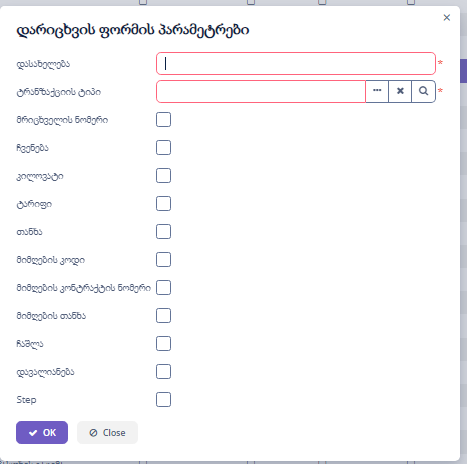 დარიცხვის ფორმის პარამეტრები
დასახელება *
ტრანზაქციის ტიპი *
მრიცხველის ნომერი
ჩვენება
კილოვატი
ტარიფი
თანხა
მიმღების კოდი
მიმღების კონტრაქტის ნომერი
მიმღების თანხა
ჩაშლა
დავალიანება
Step
OK Close